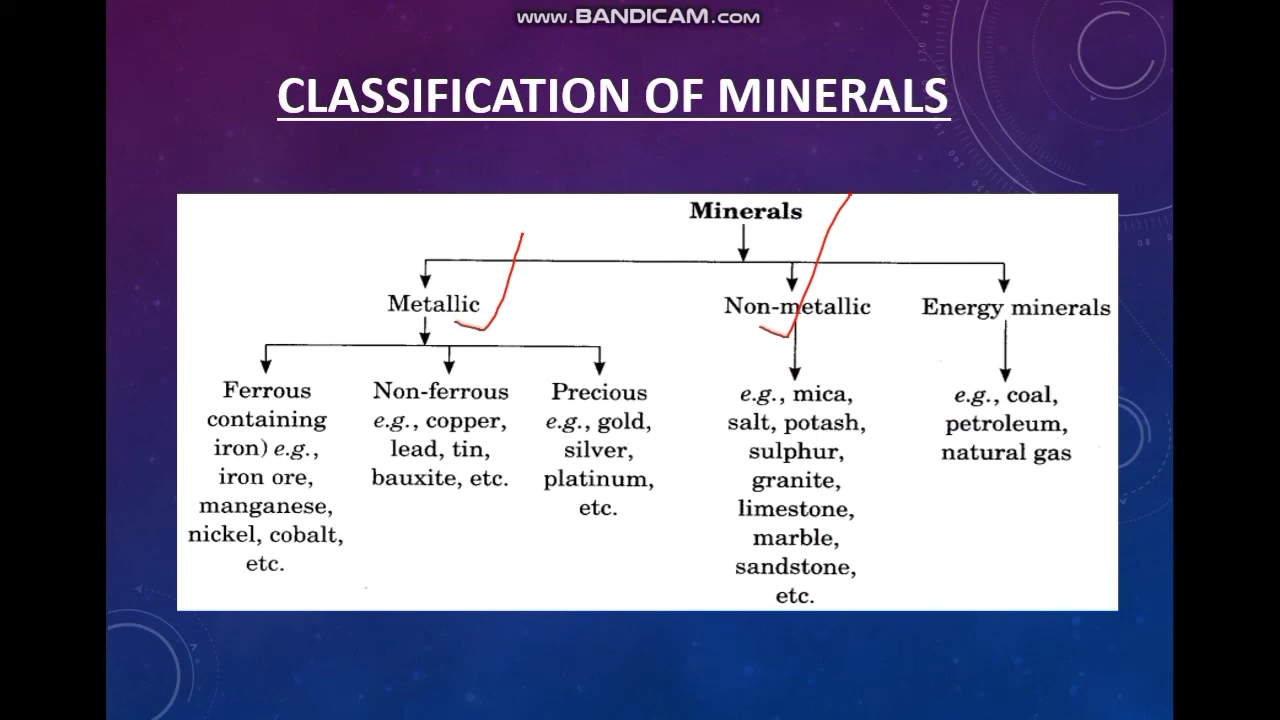 www.BANDICAM.com
CLASSIFICATION OF MINERALS
Minerals
Metallic
Non-metallic
Energy minerals
Ferrous
containing
iron) e.g.,
iron ore,
manganese,
nickel, cobalt,
etc.
Non-ferrous
e.g., copper,
lead, tin,
bauxite, etc.
Precious
e.g., gold,
silver,
platinum,
etc.
e.g., mica,
salt, potash,
sulphur,
granite,
limestone,
marble,
sandstone,
etc.
e.g., coal,
petroleum,
natural gas